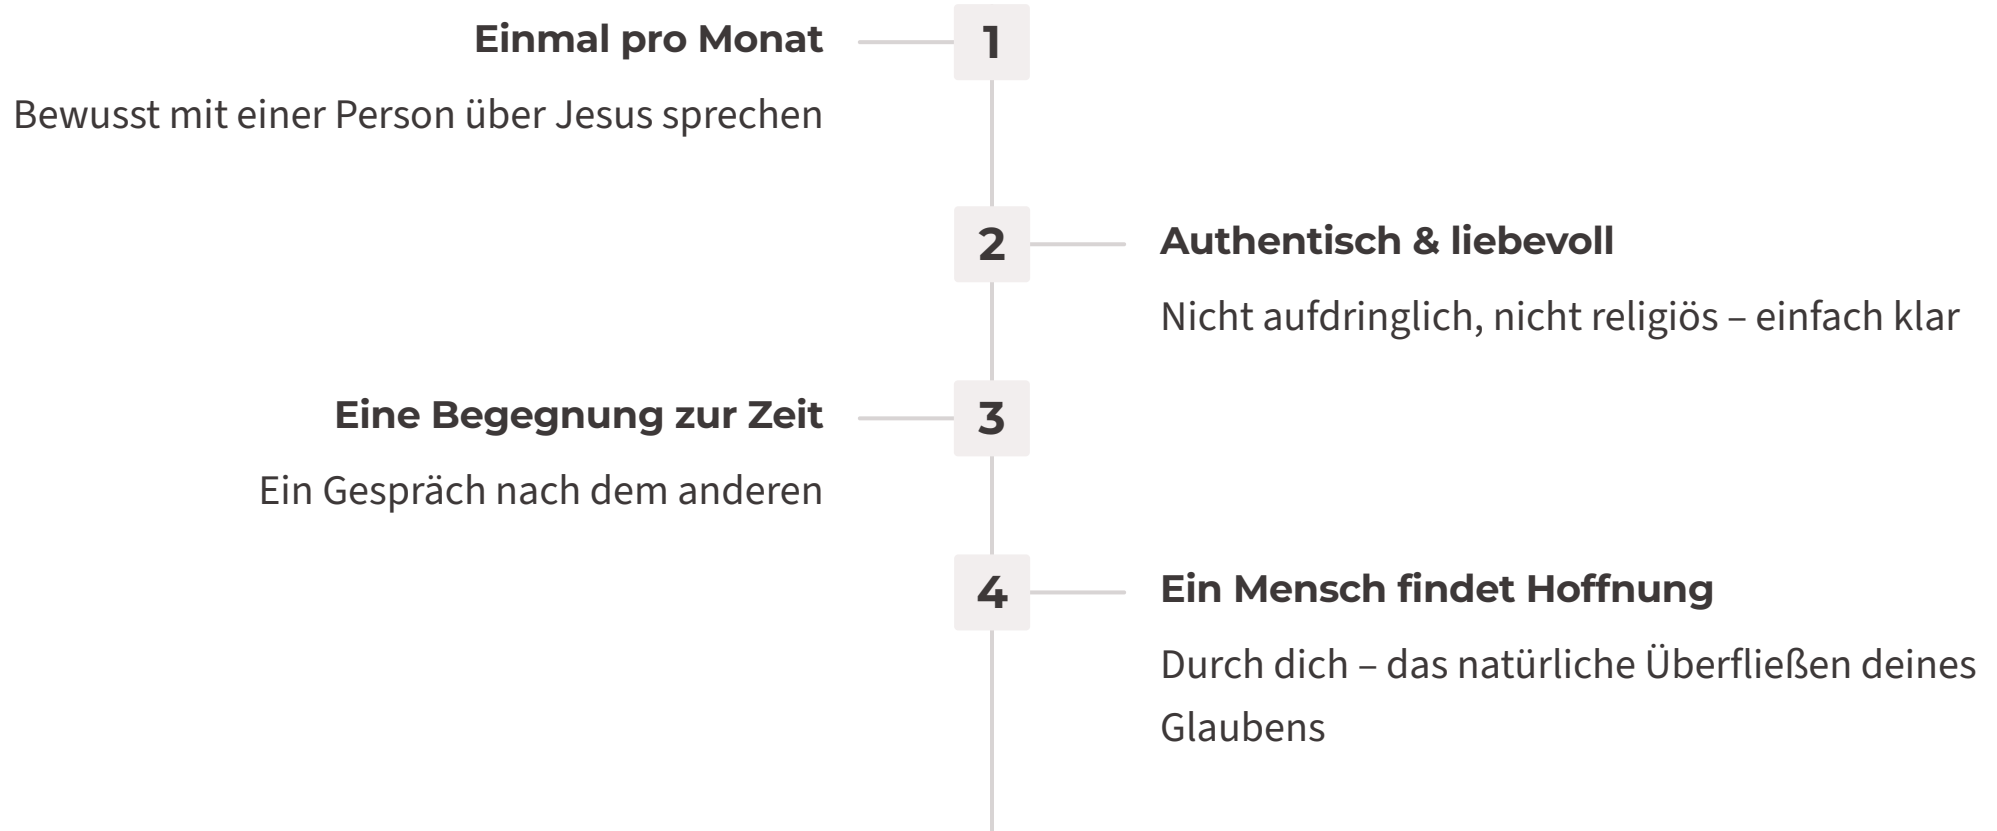 1
Einmal pro Monat
Bewusst mit einer Person über Jesus sprechen
2
Authentisch & liebevoll
Nicht aufdringlich, nicht religiös – einfach klar
3
Eine Begegnung zur Zeit
Ein Gespräch nach dem anderen
4
Ein Mensch findet Hoffnung
Durch dich – das natürliche Überfließen deines
Glaubens